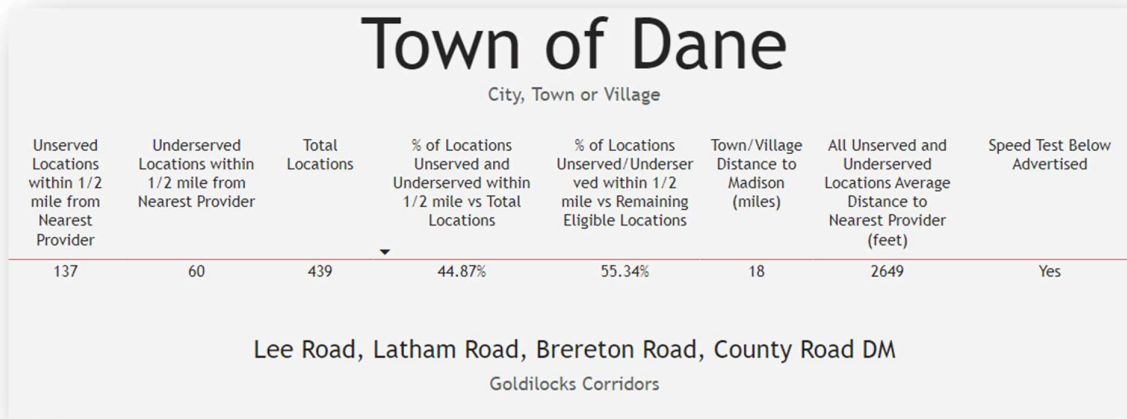 Town of Dane
City, Town or Village
Unserved
Locations
within 1/2
mile from
Nearest
Provider
Underserved
Locations within
1/2 mile from
Nearest Provider
Total
Locations
% of Locations
Unserved and
Underserved within
1/2 mile vs Total
Locations
% of Locations
Unserved/Underser
ved within 1/2
mile vs Remaining
Eligible Locations
Town/Village
Distance to
Madison
(miles)
All Unserved and
Underserved
Locations Average
Distance to
Nearest Provider
(feet)
Speed Test Below
Advertised
137 60 439 44.87% 55.34% 18 2649 Yes
Lee Road, Latham Road, Brereton Road, County Road DM
Goldilocks Corridors